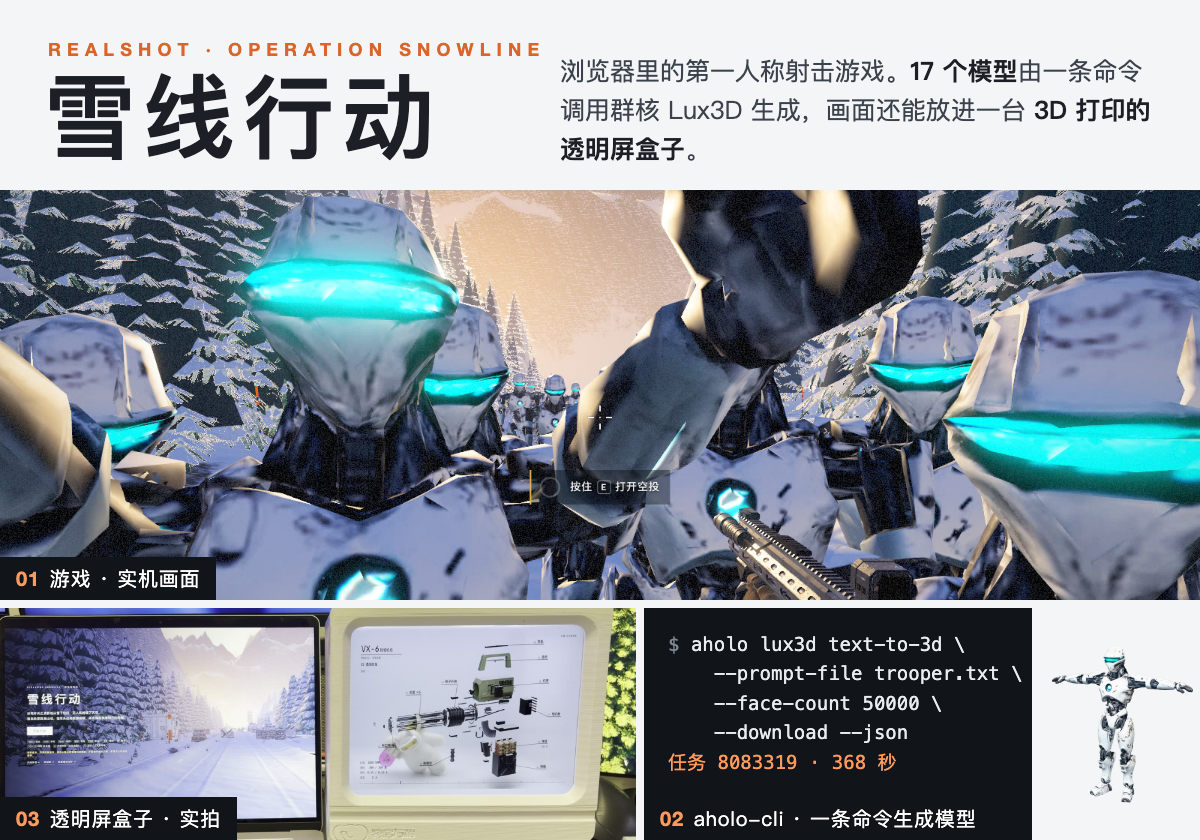 REALSHOT · OPERATION SNOWLINE
雪线行动
浏览器里的第一人称射击游戏。17 个模型由一条命令
调用群核 Lux3D 生成，画面还能放进一台 3D 打印的
透明屏盒子。
按住 E 打开空投
01 游戏 · 实机画面
雪线行动
VX-6
03 透明屏盒子 · 实拍
$ aholo lux3d text-to-3d \
--prompt-file trooper.txt \
--face-count 50000 \
--download --json
任务 8083319 · 368 秒
02 aholo-cli · 一条命令生成模型